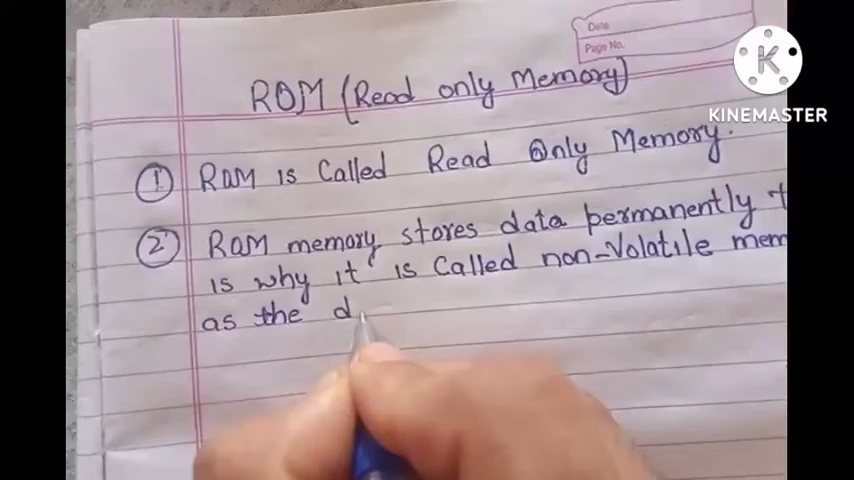 Date
Page No.
K
KINEMASTER
ROM (Read only Memory)
1. ROM is Called Read Only Memory.
2 ROM memory stores data permanently
is why it is Called non-Volatile mem
as the d